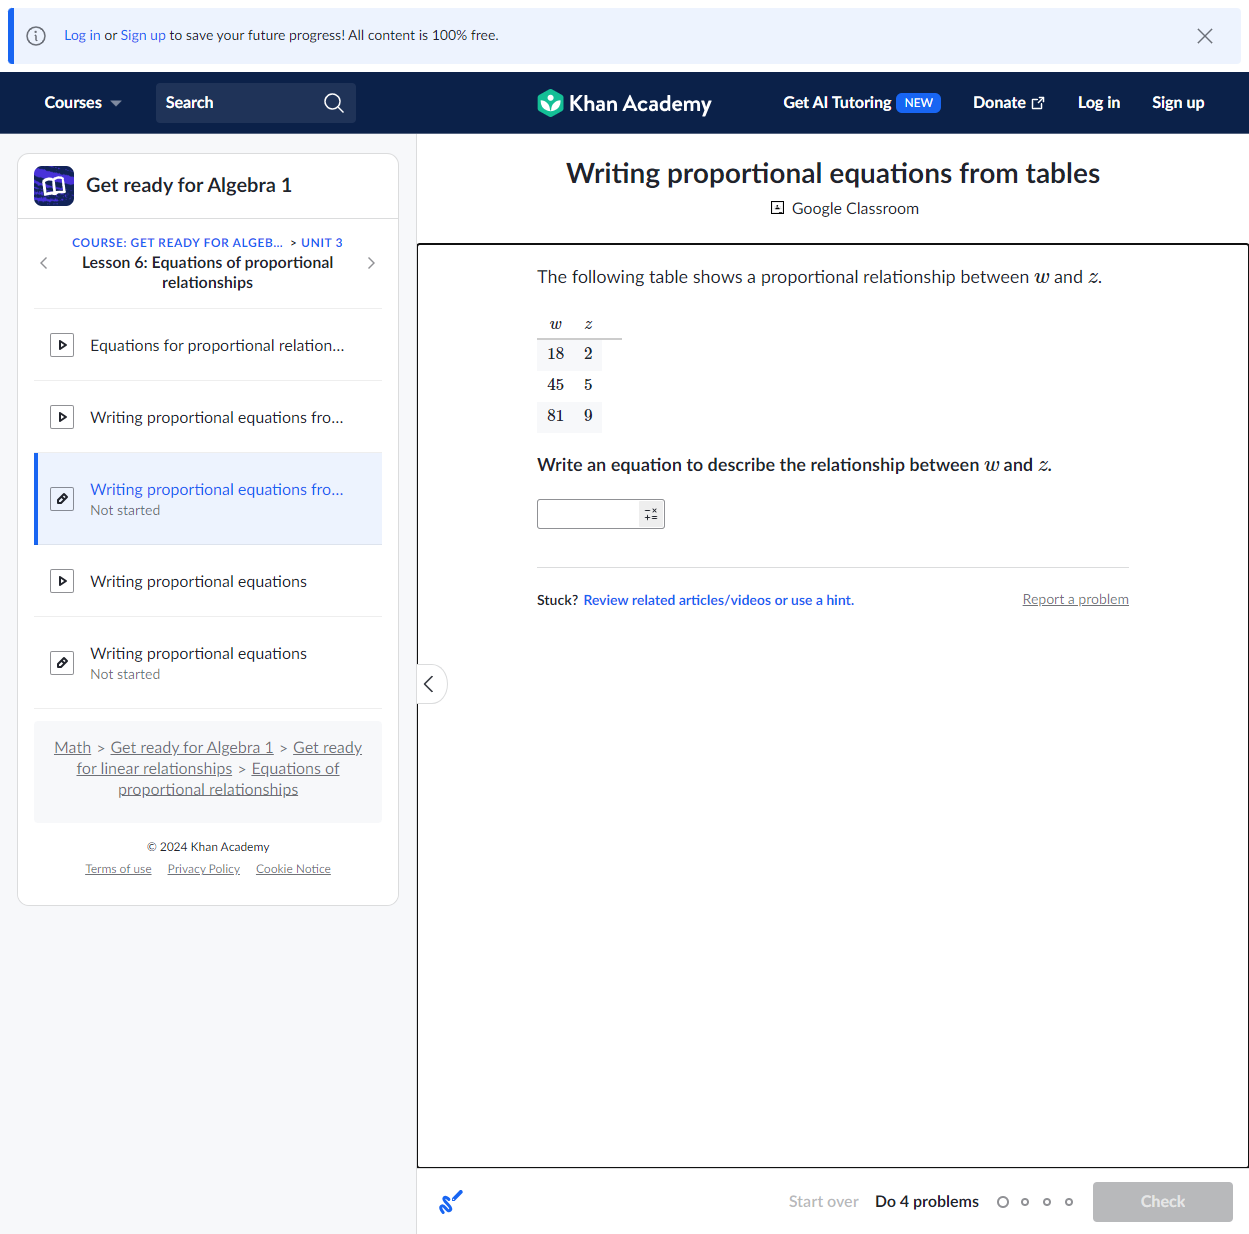 Log in or Sign up to save your future progress! All content is 100% free.
Courses
Search
Khan Academy
Get AI Tutoring NEW
Donate
Log in
Sign up
Get ready for Algebra 1
COURSE: GET READY FOR ALGEB... > UNIT 3
Lesson 6: Equations of proportional
relationships
Equations for proportional relation...
Writing proportional equations fro...
Writing proportional equations fro...
Not started
Writing proportional equations
Writing proportional equations
Not started
Math > Get ready for Algebra 1 > Get ready
for linear relationships > Equations of
proportional relationships
© 2024 Khan Academy
Terms of use Privacy Policy Cookie Notice
Writing proportional equations from tables
Google Classroom
The following table shows a proportional relationship between w and z.
w z
18 2
45 5
81 9
Write an equation to describe the relationship between w and z.
Stuck? Review related articles/videos or use a hint.
Report a problem
Start over
Do 4 problems
Check